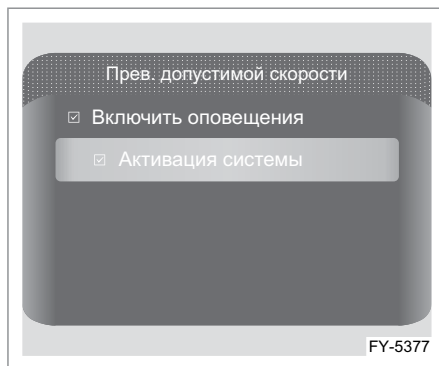 Прев. допустимой скорости
Включить оповещения
Активация системы
FY-5377